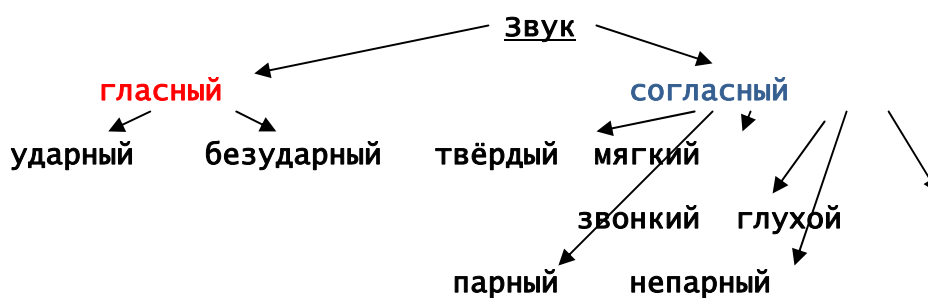 Звук
гласный согласный
ударный безударный твёрдый мягкий
звонкий глухой
парный непарный